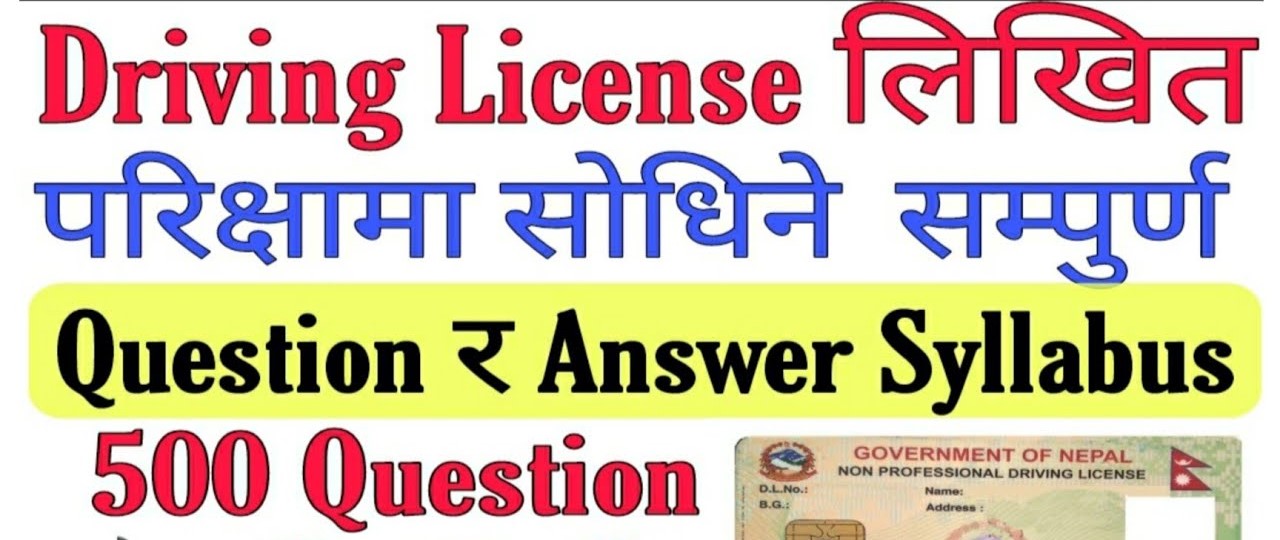 Driving License लिखित
परिक्षामा सोधिने सम्पुर्ण
Question र Answer Syllabus
500 Question
GOVERNMENT OF NEPAL
NON PROFESSIONAL DRIVING LICENSE
D.L.No.:
Name:
B.G.:
Address :